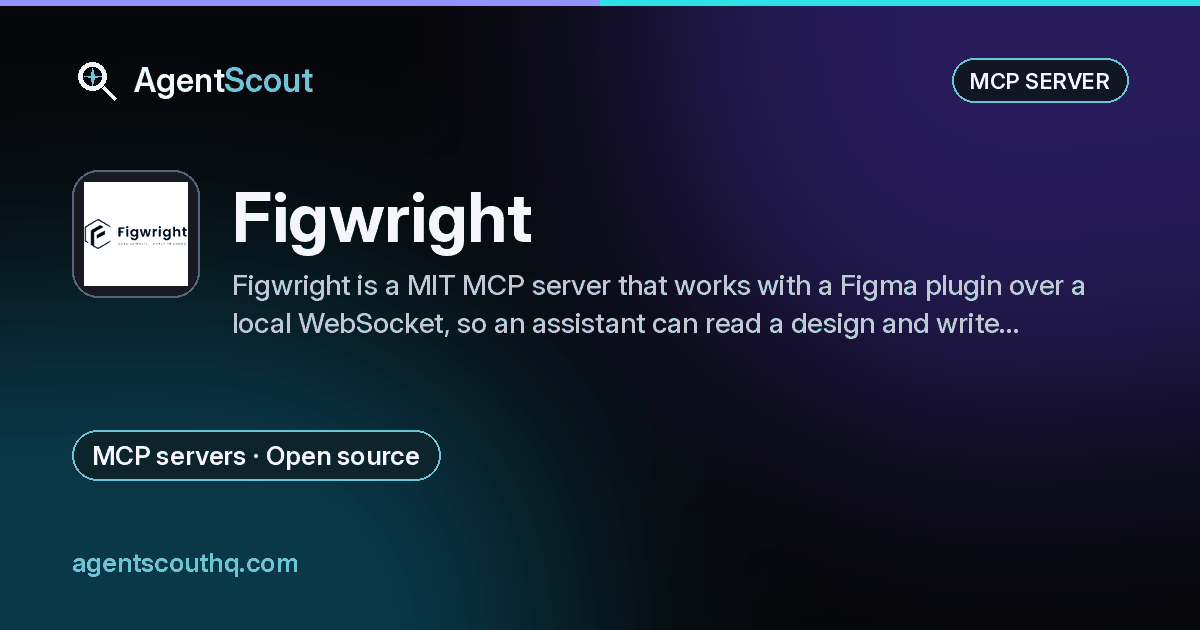 AgentScout
MCP SERVER
Figwright
Figwright
Figwright is a MIT MCP server that works with a Figma plugin over a
local WebSocket, so an assistant can read a design and write...
MCP servers · Open source
agentscouthq.com